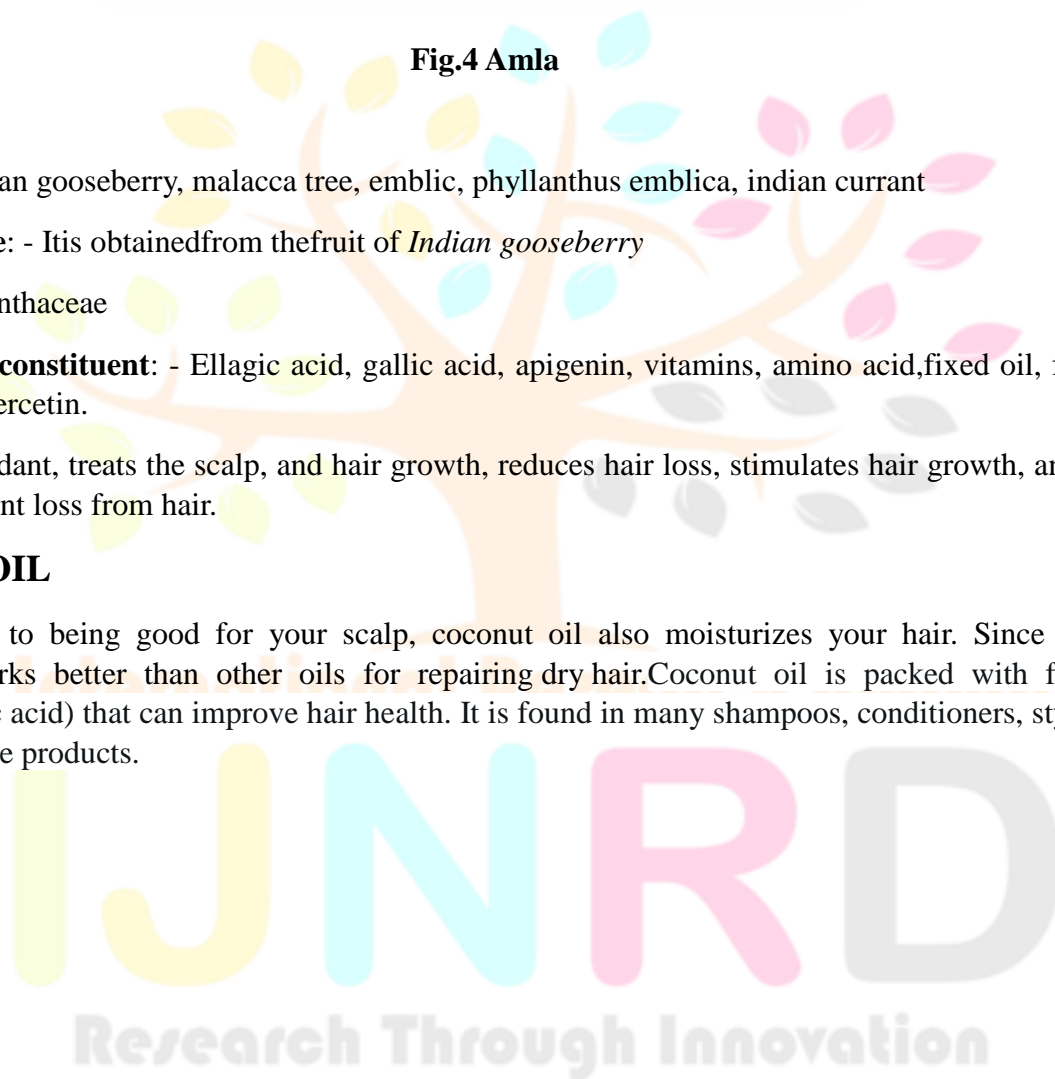 Fig.4 Amla
an gooseberry, malacca tree, emblic, phyllanthus emblica, indian currant
e: - Itis obtainedfrom thefruit of Indian gooseberry
nthaceae
constituent: - Ellagic acid, gallic acid, apigenin, vitamins, amino acid,fixed oil, f
ercetin.
dant, treats the scalp, and hair growth, reduces hair loss, stimulates hair growth, an
nt loss from hair.
OIL
to being good for your scalp, coconut oil also moisturizes your hair. Since
rks better than other oils for repairing dry hair.Coconut oil is packed with f
c acid) that can improve hair health. It is found in many shampoos, conditioners, sty
e products.
IJNRD
Research Through Innovation